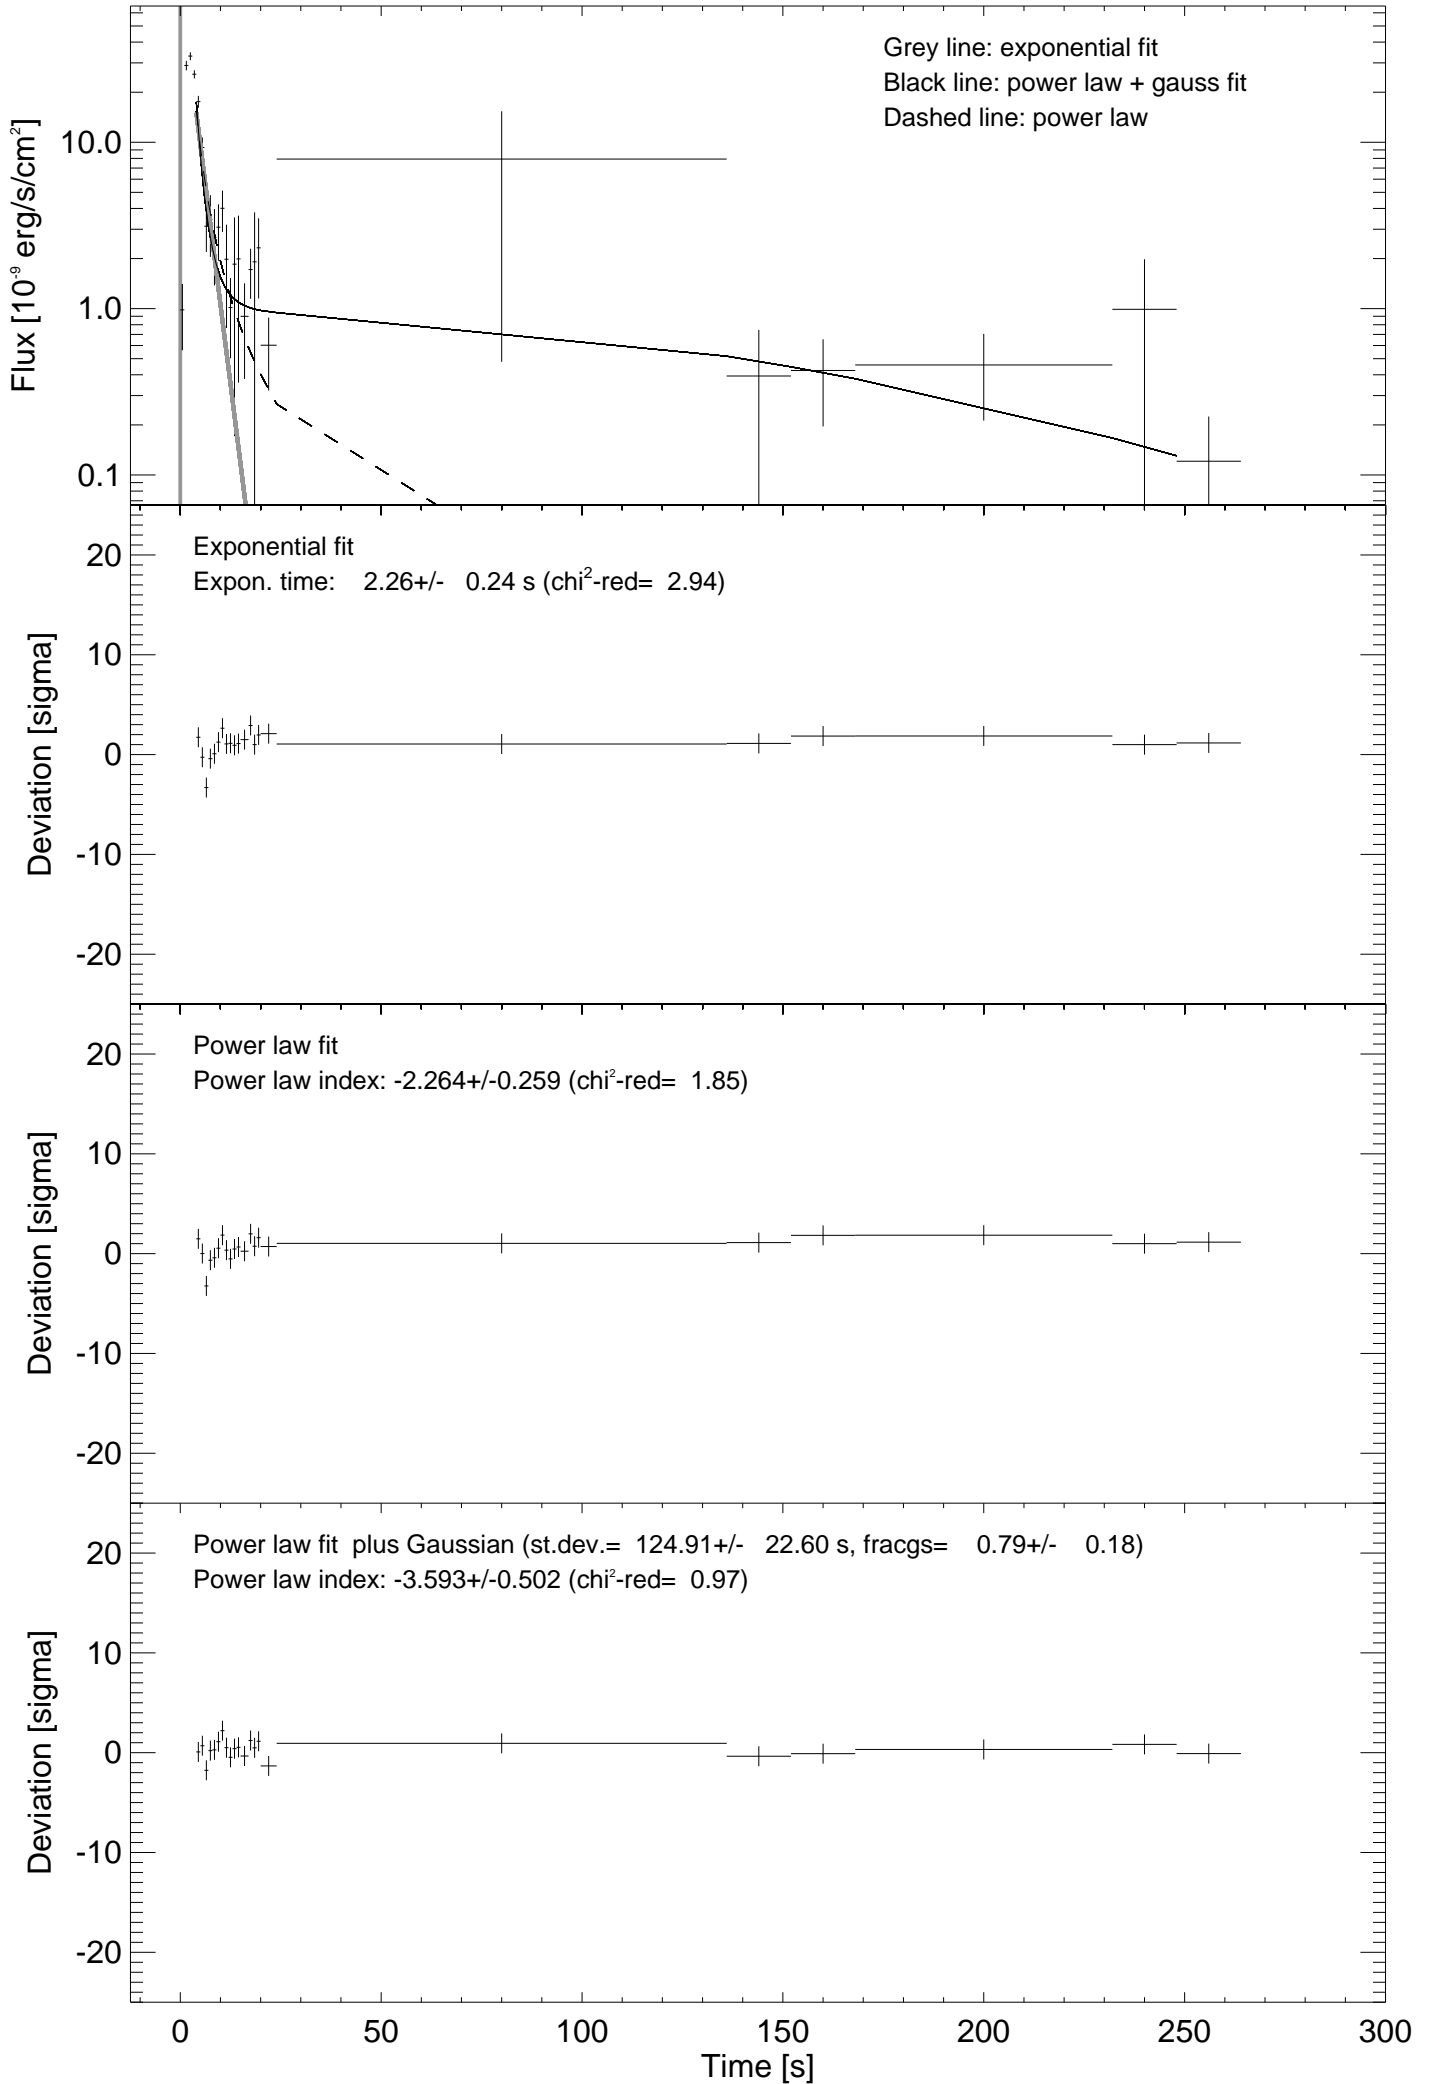 Grey line: exponential fit
Black line: power law + gauss fit
Dashed line: power law
Flux [10⁻⁹ erg/s/cm²]
10.0
1.0
0.1
Exponential fit
Expon. time: 2.26+/- 0.24 s (chi²-red= 2.94)
Deviation [sigma]
20
10
0
-10
-20
Power law fit
Power law index: -2.264+/-0.259 (chi²-red= 1.85)
Deviation [sigma]
20
10
0
-10
-20
Power law fit plus Gaussian (st.dev.= 124.91+/- 22.60 s, fracgs= 0.79+/- 0.18)
Power law index: -3.593+/-0.502 (chi²-red= 0.97)
Deviation [sigma]
20
10
0
-10
-20
0 50 100 150 200 250 300
Time [s]